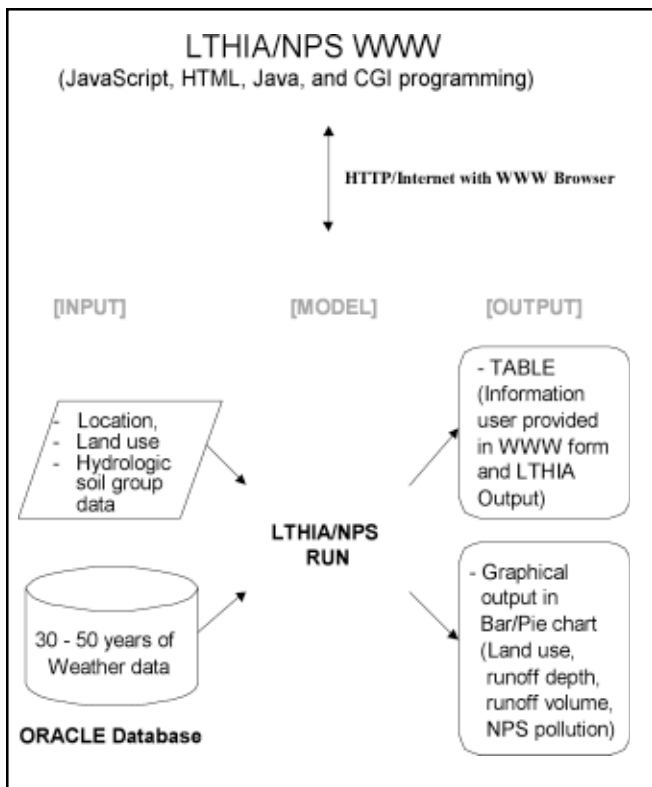 LTHIA/NPS WWW
(JavaScript, HTML, Java, and CGI programming)
HTTP/Internet with WWW Browser
[INPUT]
[MODEL]
[OUTPUT]
- Location,
- Land use
- Hydrologic
soil group
data
30 - 50 years of
Weather data
ORACLE Database
LTHIA/NPS
RUN
- TABLE
(Information
user provided
in WWW form
and LTHIA
Output)
- Graphical
output in
Bar/Pie chart
(Land use,
runoff depth,
runoff volume,
NPS pollution)